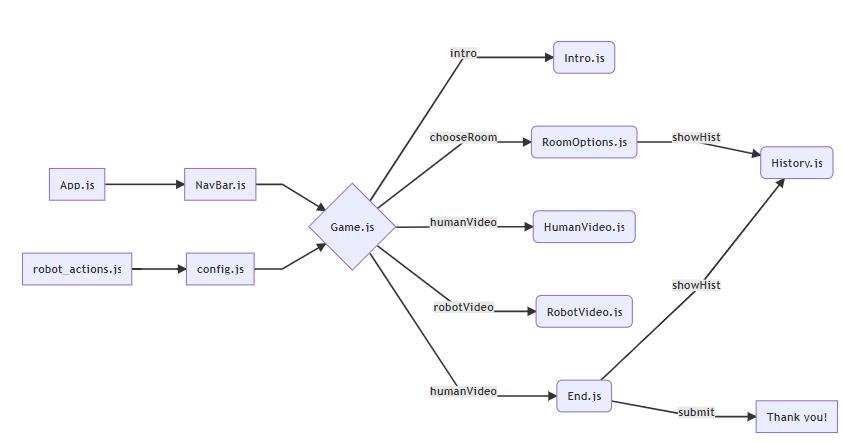 intro
Intro.js
chooseRoom
RoomOptions.js
showHist
History.js
App.js
NavBar.js
Game.js
humanVideo
HumanVideo.js
robot_actions.js
config.js
showHist
robotVideo
RobotVideo.js
humanVideo
End.js
submit
Thank you!